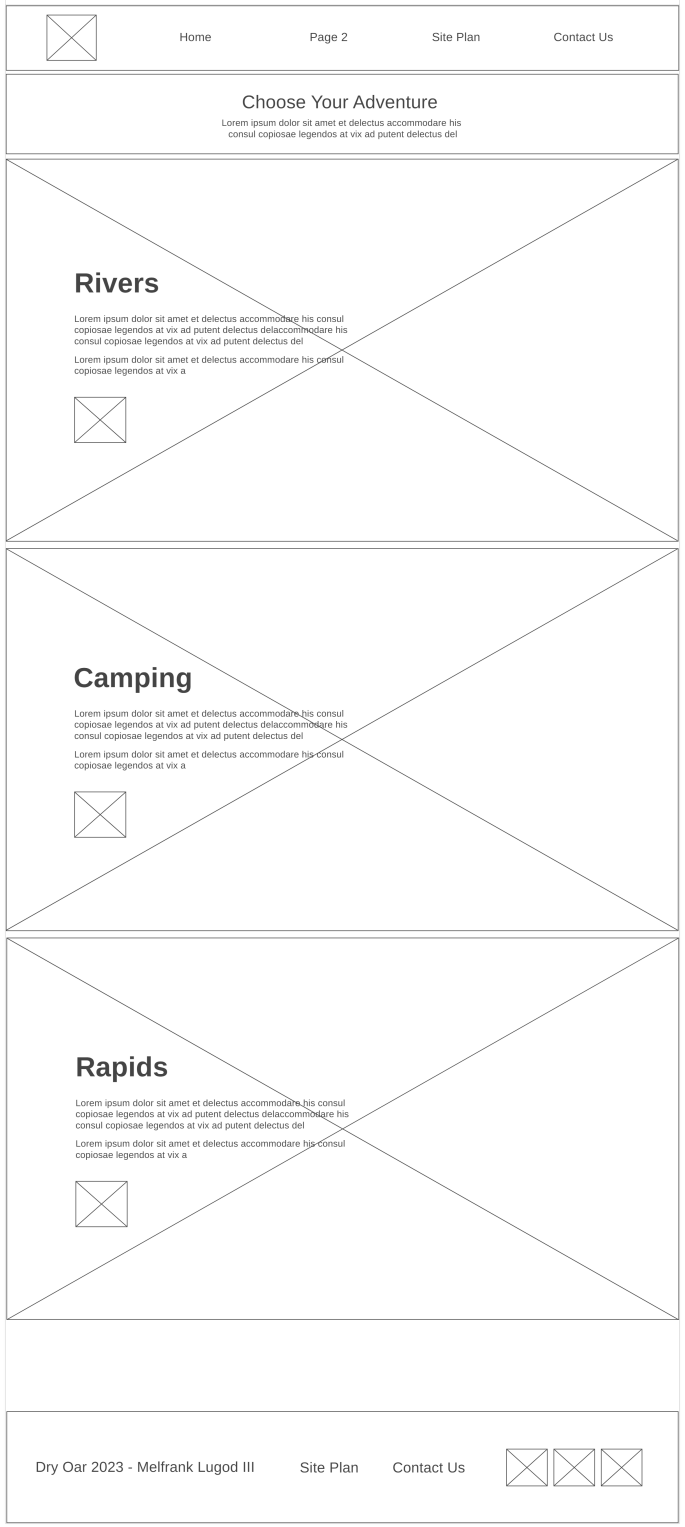 Home
Page 2
Site Plan
Contact Us
Choose Your Adventure
Lorem ipsum dolor sit amet et delectus accommodare his
consul copiosae legendos at vix ad putent delectus del
Rivers
Lorem ipsum dolor sit amet et delectus accommodare his consul
copiosae legendos at vix ad putent delectus delaccommodare his
consul copiosae legendos at vix ad putent delectus del
Lorem ipsum dolor sit amet et delectus accommodare his consul
copiosae legendos at vix a
Camping
Lorem ipsum dolor sit amet et delectus accommodare his consul
copiosae legendos at vix ad putent delectus delaccommodare his
consul copiosae legendos at vix ad putent delectus del
Lorem ipsum dolor sit amet et delectus accommodare his consul
copiosae legendos at vix a
Rapids
Lorem ipsum dolor sit amet et delectus accommodare his consul
copiosae legendos at vix ad putent delectus delaccommodare his
consul copiosae legendos at vix ad putent delectus del
Lorem ipsum dolor sit amet et delectus accommodare his consul
copiosae legendos at vix a
Dry Oar 2023 - Melfrank Lugod III
Site Plan
Contact Us